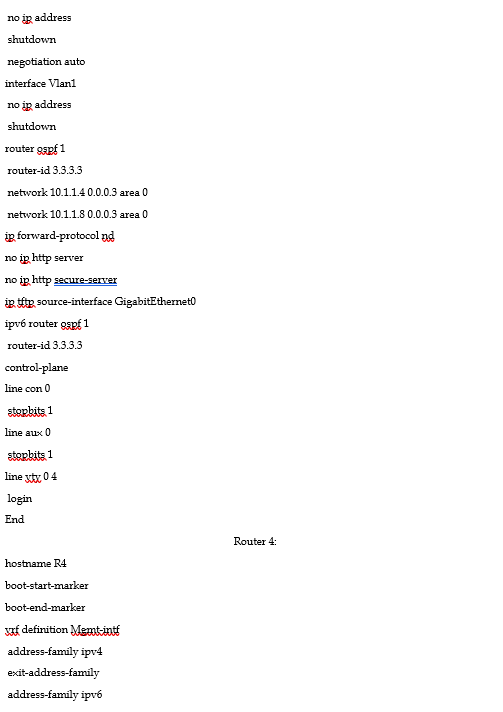 no ip address
shutdown
negotiation auto
interface Vlan1
no ip address
shutdown
router ospf 1
router-id 3.3.3.3
network 10.1.1.4 0.0.0.3 area 0
network 10.1.1.8 0.0.0.3 area 0
ip forward-protocol nd
no ip http server
no ip http secure-server
ip tftp source-interface GigabitEthernet0
ipv6 router ospf 1
router-id 3.3.3.3
control-plane
line con 0
stopbits 1
line aux 0
stopbits 1
line vty 0 4
login
End
Router 4:
hostname R4
boot-start-marker
boot-end-marker
vrf definition Mgmt-intf
address-family ipv4
exit-address-family
address-family ipv6